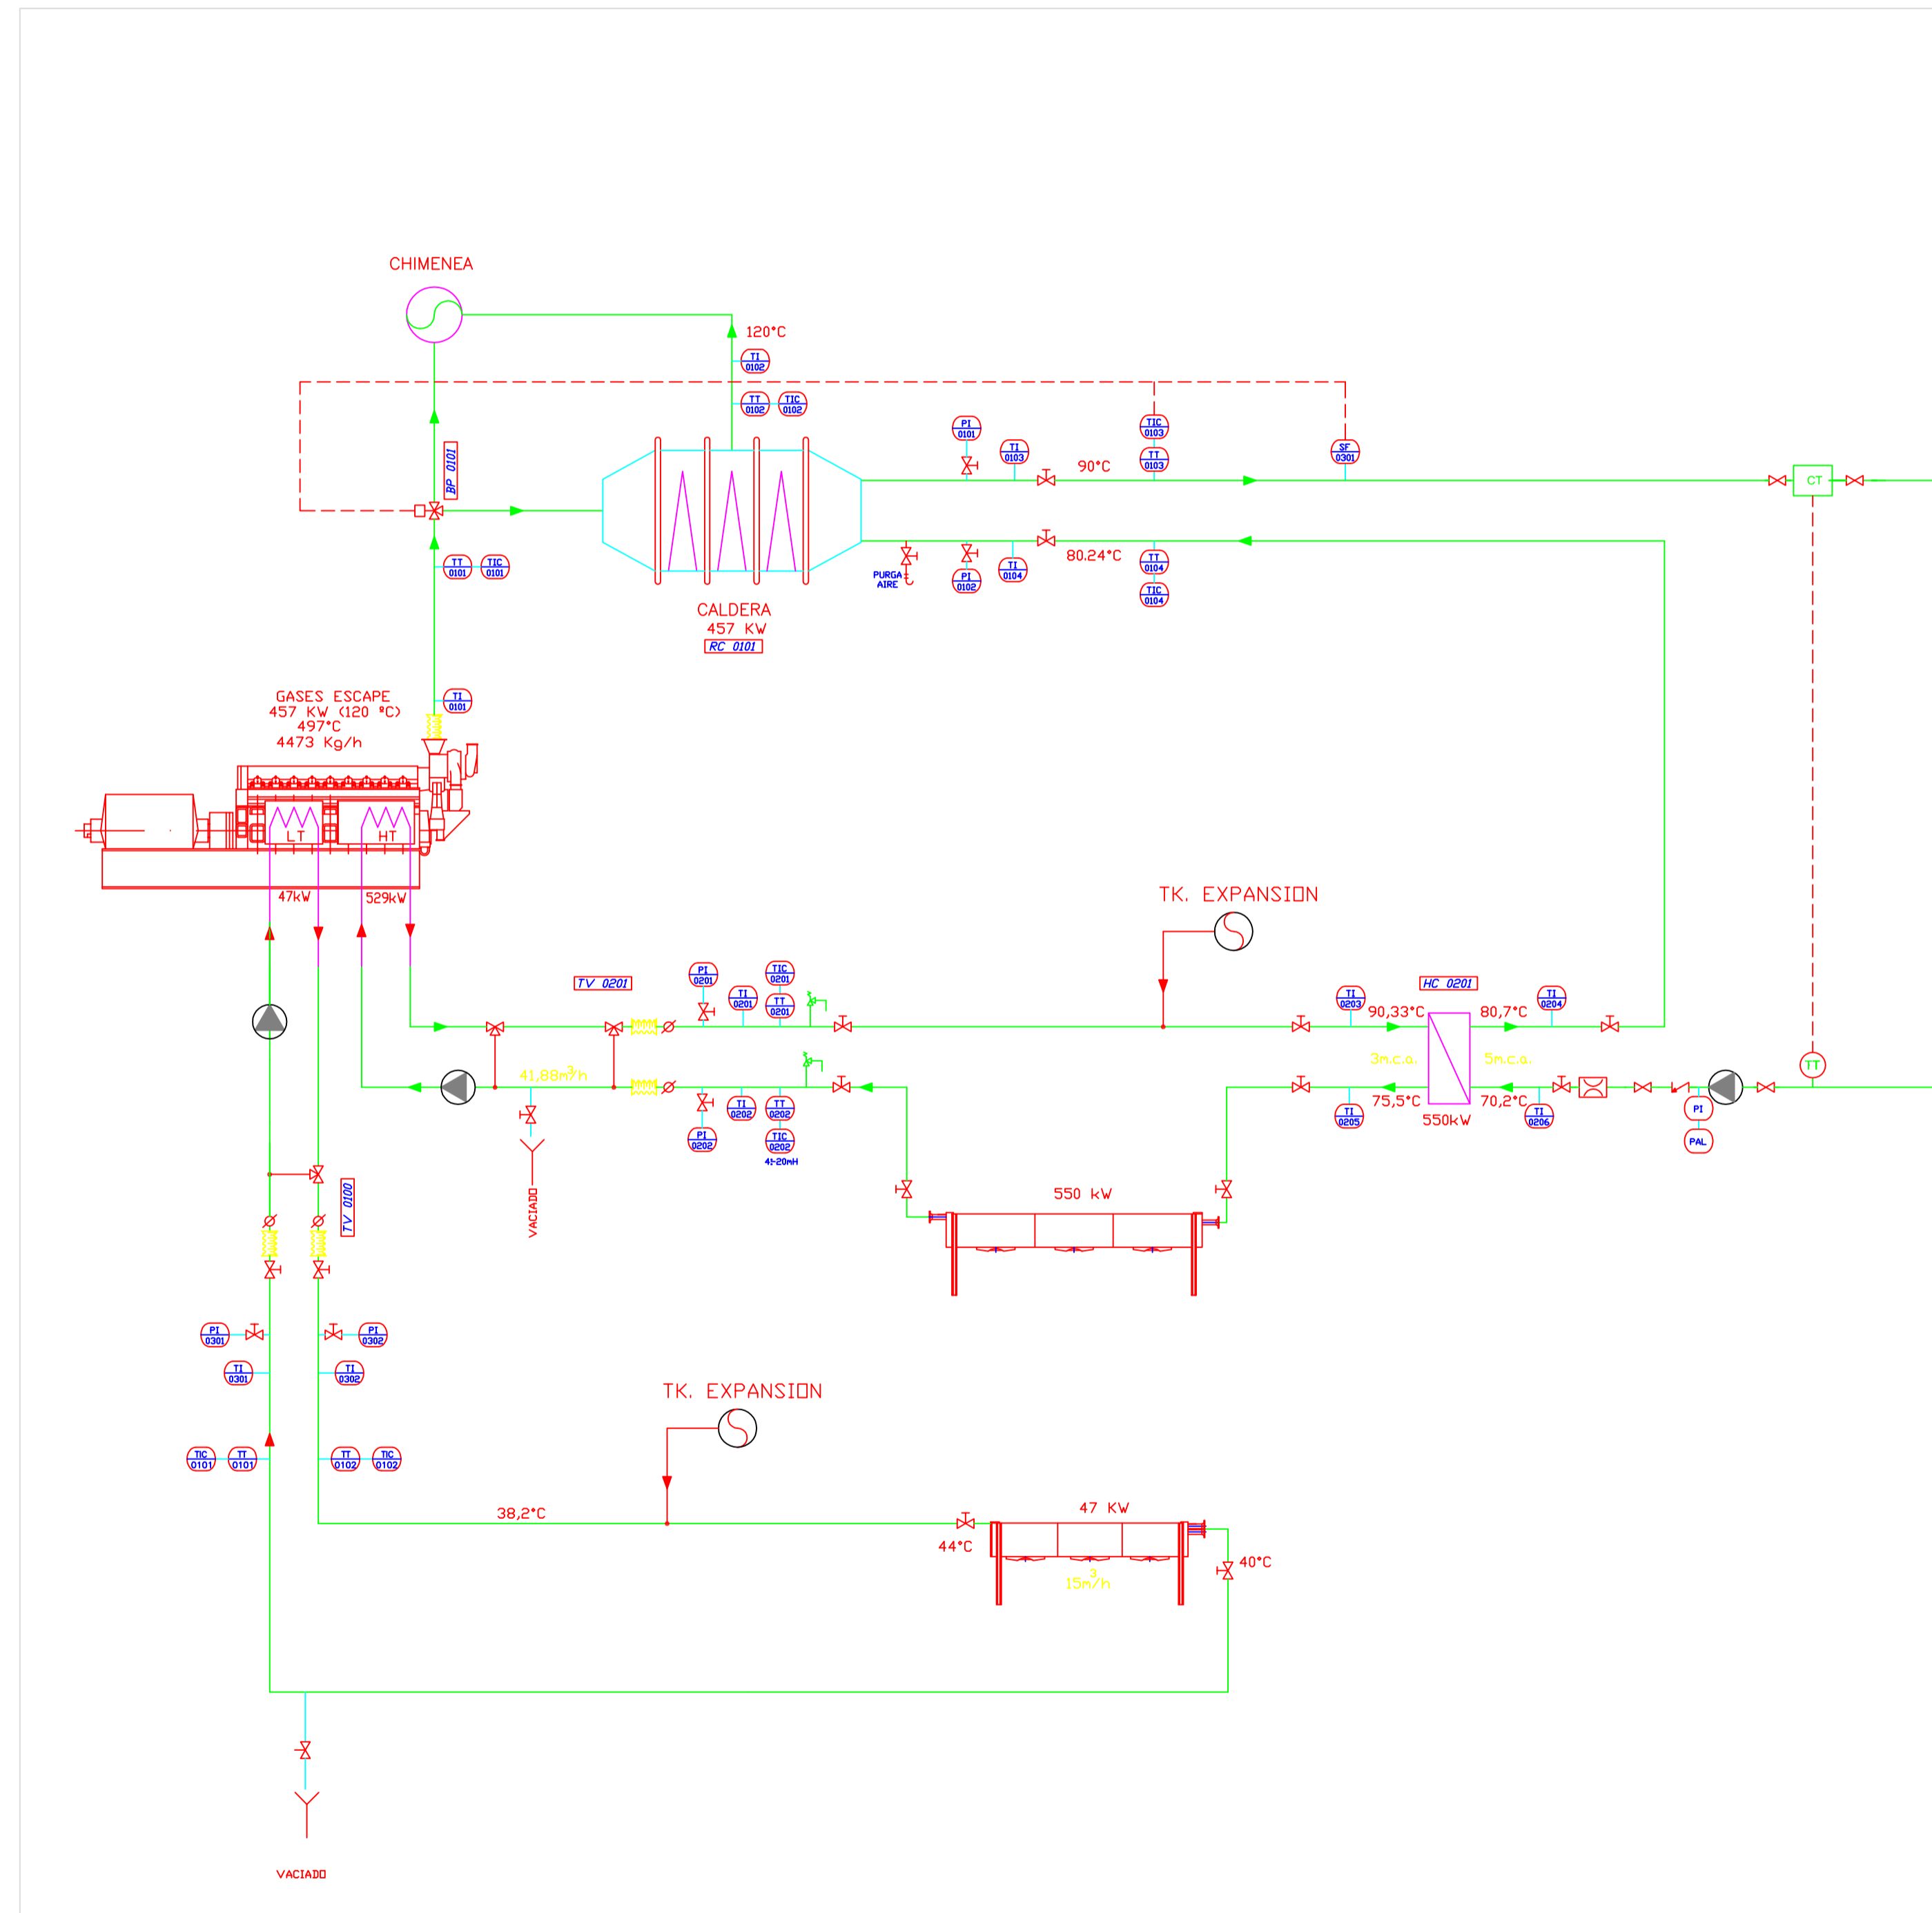 CHIMENEA
120°C
TI
0102
TT
0102
TIC
0102
BP 0101
PI
0101
TI
0103
90°C
TIC
0103
TT
0103
SF
0301
CT
TT
0101
TIC
0101
PURGA
AIRE
PI
0102
TI
0104
80.24°C
TT
0104
TIC
0104
CALDERA
457 KW
RC 0101
TI
0101
GASES ESCAPE
457 KW (120 ºC)
497°C
4473 Kg/h
LT
HT
47kW
529kW
TK. EXPANSION
TV 0201
PI
0201
TI
0201
TIC
0201
TT
0201
HC 0201
TI
0203
90,33°C
80,7°C
TI
0204
3m.c.a.
5m.c.a.
TT
41,88m3/h
PI
0202
TI
0202
TT
0202
TIC
0202
4-20mH
TI
0205
75,5°C
550kW
70,2°C
TI
0206
PI
PAL
VACIADO
TV 0100
550 kW
PI
0301
PI
0302
TI
0301
TI
0302
TK. EXPANSION
TIC
0101
TT
0101
TT
0102
TIC
0102
38,2°C
47 KW
44°C
40°C
15m3/h
VACIADO